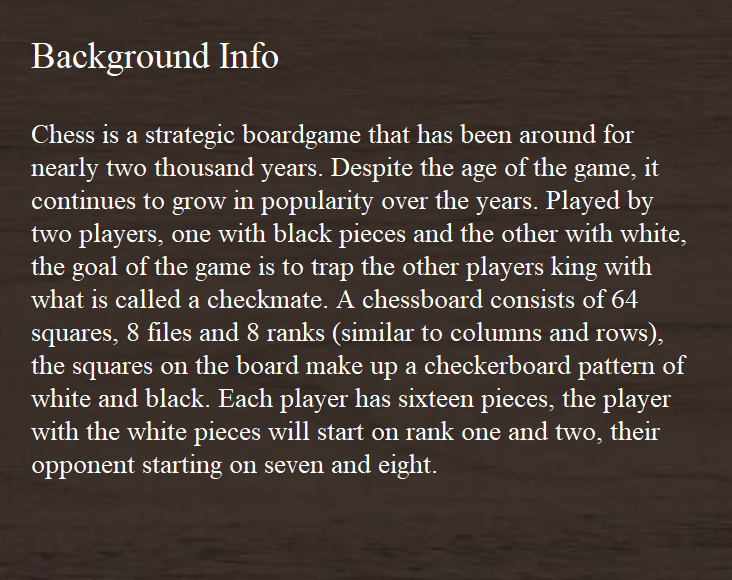 Background Info
Chess is a strategic boardgame that has been around for
nearly two thousand years. Despite the age of the game, it
continues to grow in popularity over the years. Played by
two players, one with black pieces and the other with white,
the goal of the game is to trap the other players king with
what is called a checkmate. A chessboard consists of 64
squares, 8 files and 8 ranks (similar to columns and rows),
the squares on the board make up a checkerboard pattern of
white and black. Each player has sixteen pieces, the player
with the white pieces will start on rank one and two, their
opponent starting on seven and eight.